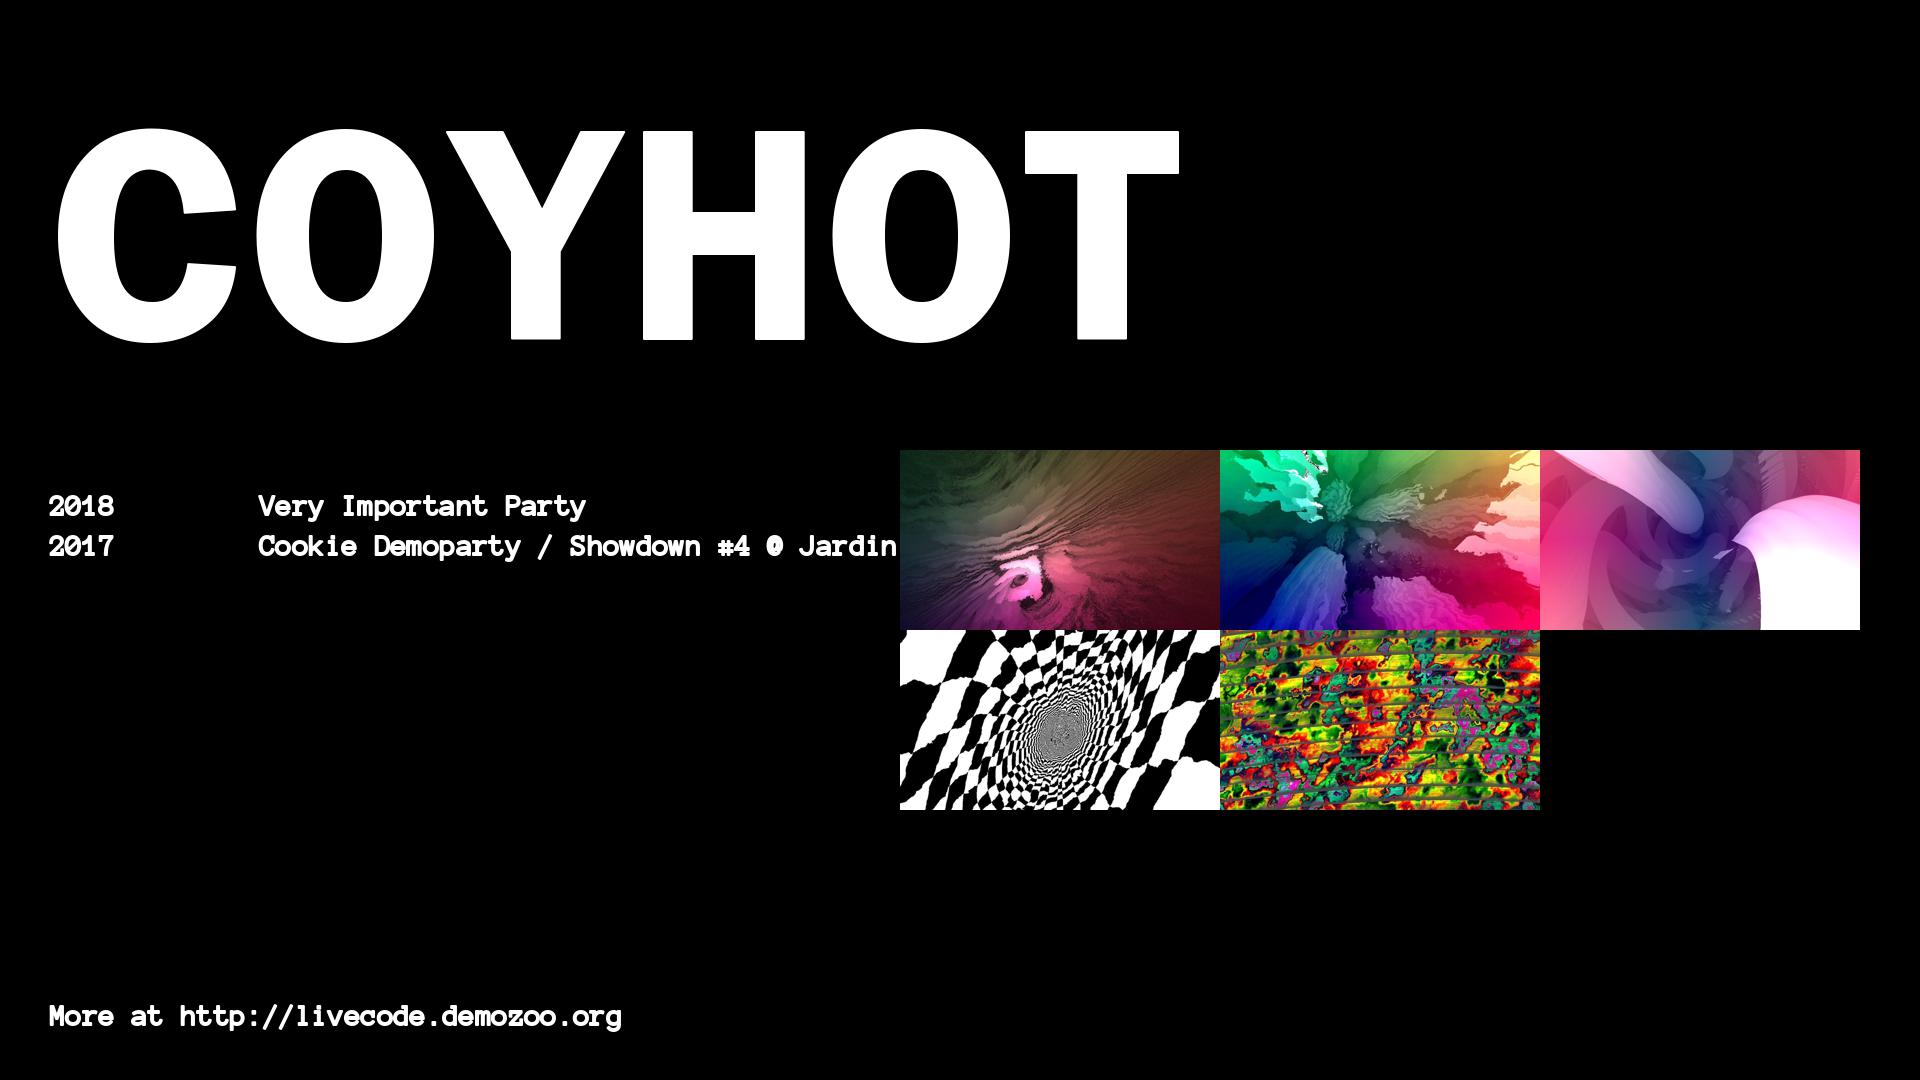 COYHOT
2018 Very Important Party
2017 Cookie Demoparty / Showdown #4 @ Jardin
More at http://livecode.demozoo.org